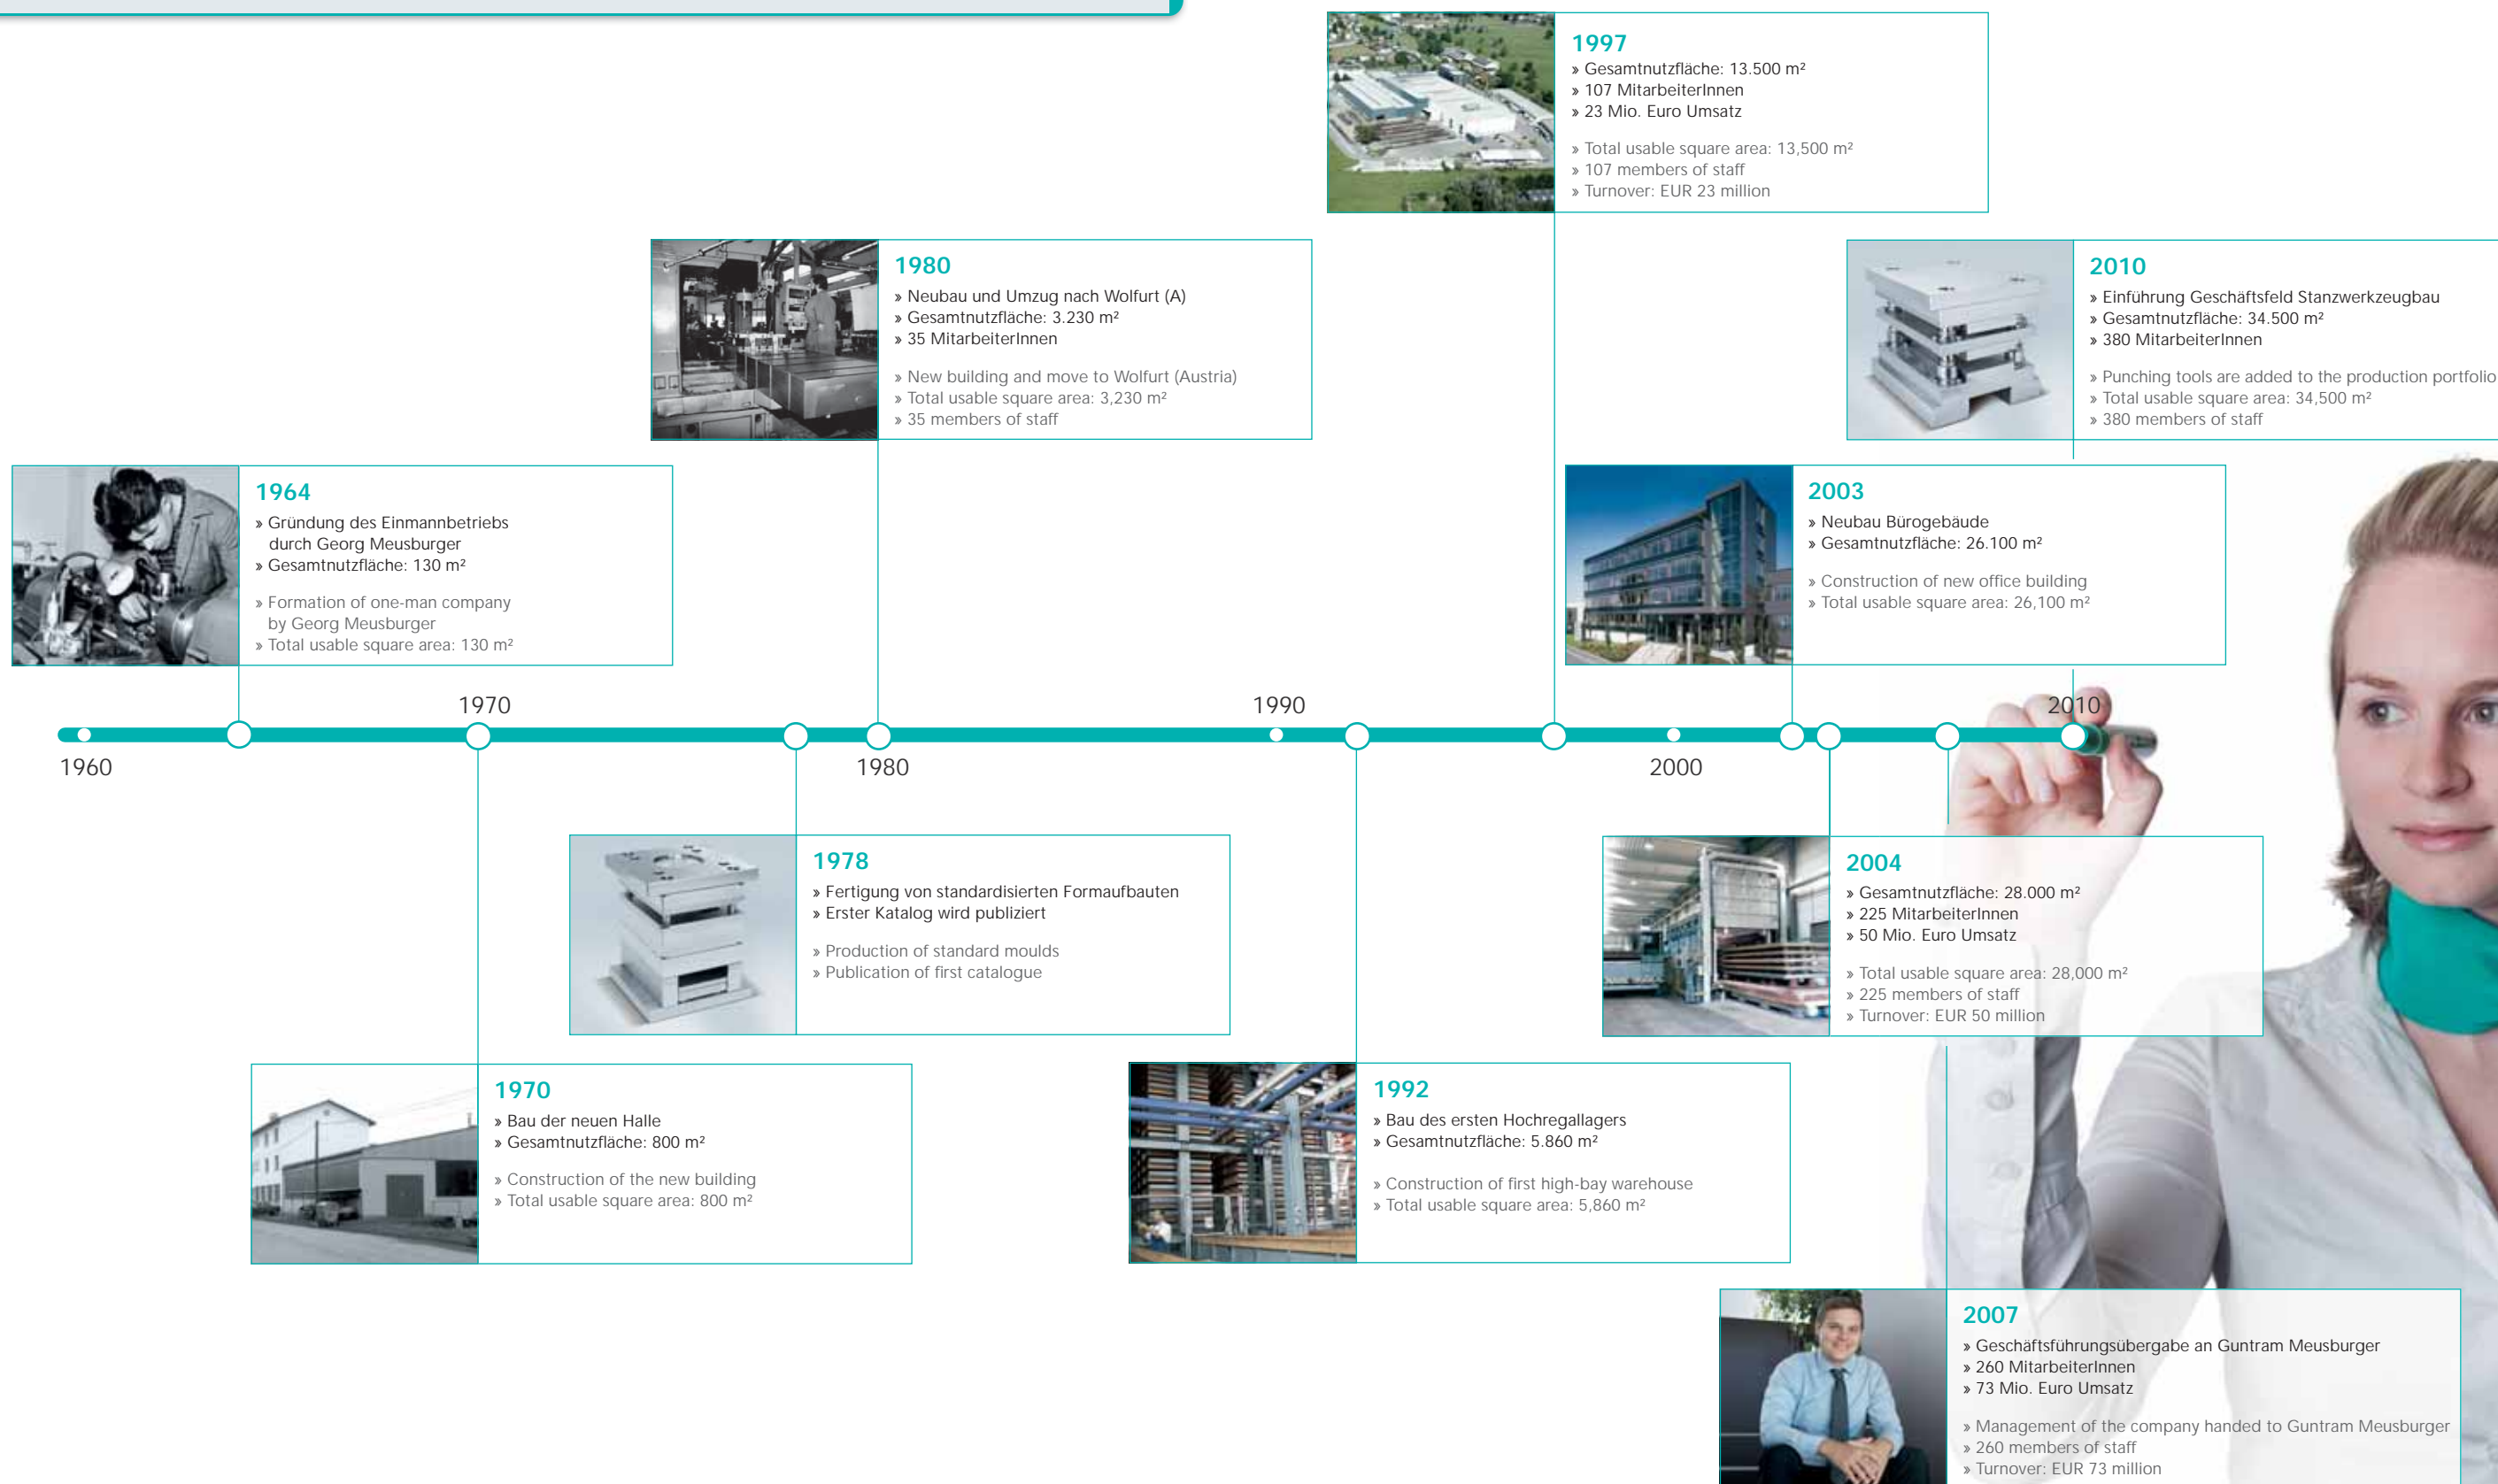 1997
» Gesamtnutzfläche: 13.500 m²
» 107 MitarbeiterInnen
» 23 Mio. Euro Umsatz
» Total usable square area: 13,500 m²
» 107 members of staff
» Turnover: EUR 23 million
1980
» Neubau und Umzug nach Wolfurt (A)
» Gesamtnutzfläche: 3.230 m²
» 35 MitarbeiterInnen
» New building and move to Wolfurt (Austria)
» Total usable square area: 3,230 m²
» 35 members of staff
2010
» Einführung Geschäftsfeld Stanzwerkzeugbau
» Gesamtnutzfläche: 34.500 m²
» 380 MitarbeiterInnen
» Punching tools are added to the production portfolio
» Total usable square area: 34,500 m²
» 380 members of staff
1964
» Gründung des Einmannbetriebs
durch Georg Meusburger
» Gesamtnutzfläche: 130 m²
» Formation of one-man company
by Georg Meusburger
» Total usable square area: 130 m²
2003
» Neubau Bürogebäude
» Gesamtnutzfläche: 26.100 m²
» Construction of new office building
» Total usable square area: 26,100 m²
1970
1990
2010
1960
1980
2000
1978
» Fertigung von standardisierten Formaufbauten
» Erster Katalog wird publiziert
» Production of standard moulds
» Publication of first catalogue
2004
» Gesamtnutzfläche: 28.000 m²
» 225 MitarbeiterInnen
» 50 Mio. Euro Umsatz
» Total usable square area: 28,000 m²
» 225 members of staff
» Turnover: EUR 50 million
1970
» Bau der neuen Halle
» Gesamtnutzfläche: 800 m²
» Construction of the new building
» Total usable square area: 800 m²
1992
» Bau des ersten Hochregallagers
» Gesamtnutzfläche: 5.860 m²
» Construction of first high-bay warehouse
» Total usable square area: 5,860 m²
2007
» Geschäftsführungsübergabe an Guntram Meusburger
» 260 MitarbeiterInnen
» 73 Mio. Euro Umsatz
» Management of the company handed to Guntram Meusburger
» 260 members of staff
» Turnover: EUR 73 million